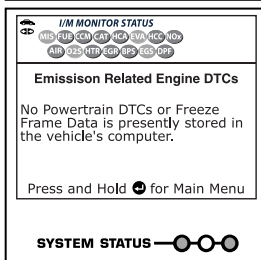 I/M MONITOR STATUS
MIS FUE CCM CAT HCA EVA HCC NOx
AIR O2S HTR EGR BPS EGS DPF
Emissison Related Engine DTCs
No Powertrain DTCs or Freeze
Frame Data is presently stored in
the vehicle's computer.
Press and Hold for Main Menu
SYSTEM STATUS